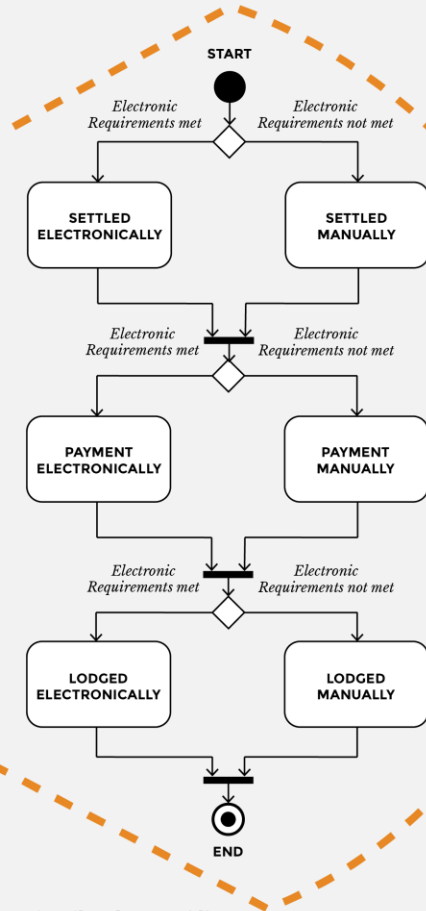 START
Electronic
Requirements met
Electronic
Requirements not met
SETTLED
ELECTRONICALLY
SETTLED
MANUALLY
Electronic
Requirements met
Electronic
Requirements not met
PAYMENT
ELECTRONICALLY
PAYMENT
MANUALLY
Electronic
Requirements met
Electronic
Requirements not met
LODGED
ELECTRONICALLY
LODGED
MANUALLY
END